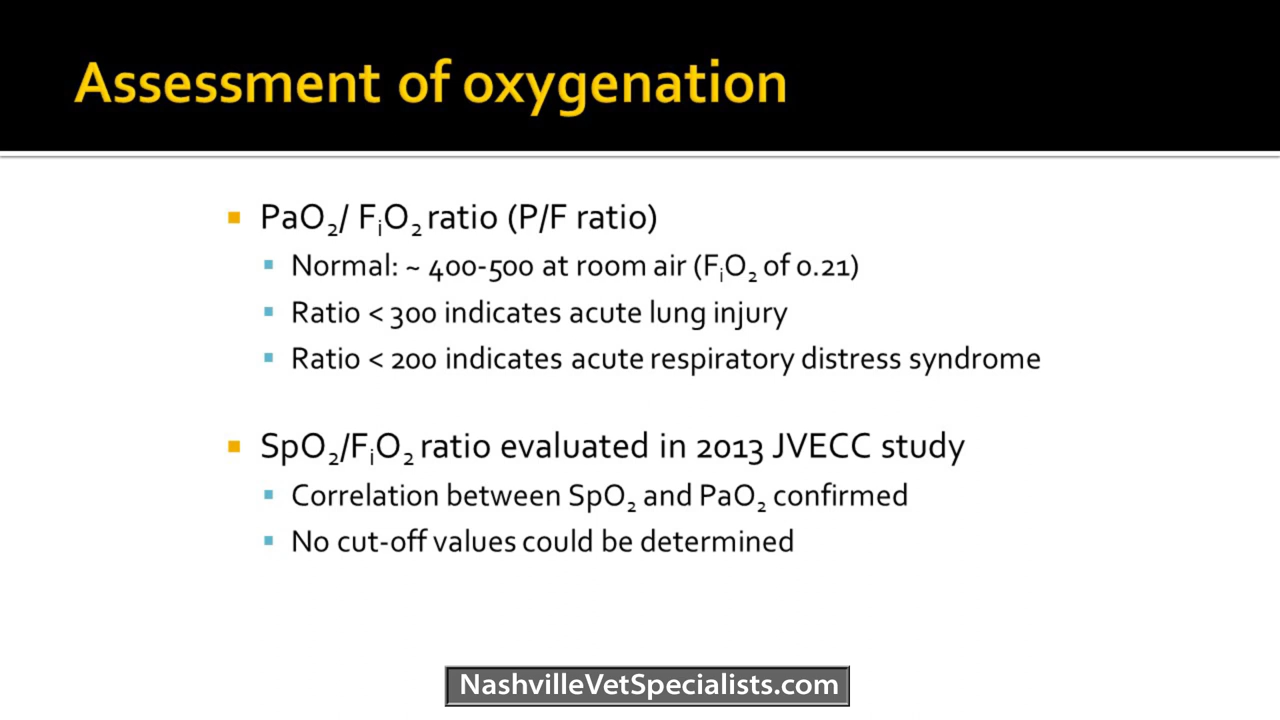 Assessment of oxygenation
PaO₂/ FᵢO₂ ratio (P/F ratio)
Normal: ~ 400-500 at room air (FᵢO₂ of 0.21)
Ratio < 300 indicates acute lung injury
Ratio < 200 indicates acute respiratory distress syndrome
SpO₂/FᵢO₂ ratio evaluated in 2013 JVECC study
Correlation between SpO₂ and PaO₂ confirmed
No cut-off values could be determined
NashvilleVetSpecialists.com